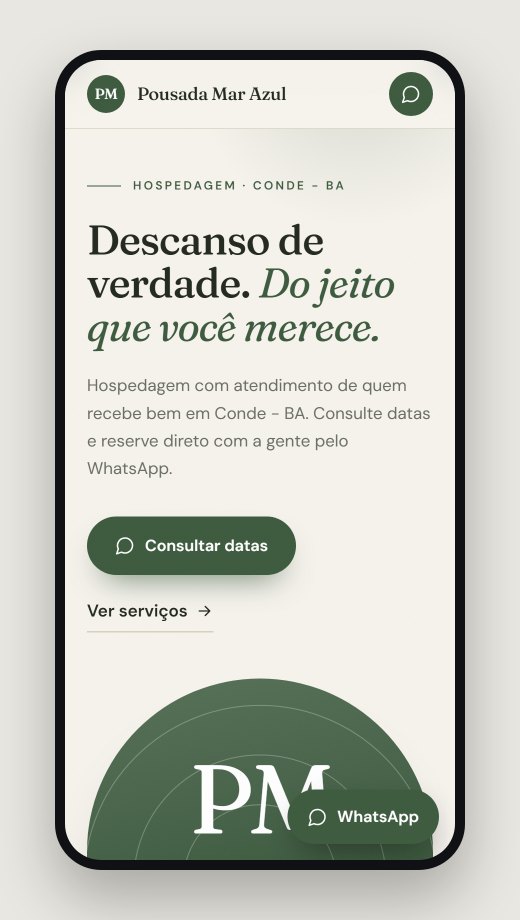 PM
Pousada Mar Azul
HOSPEDAGEM · CONDE - BA
Descanso de
verdade. Do jeito
que você merece.
Hospedagem com atendimento de quem
recebe bem em Conde - BA. Consulte datas
e reserve direto com a gente pelo
WhatsApp.
Consultar datas
Ver serviços →
PM
WhatsApp